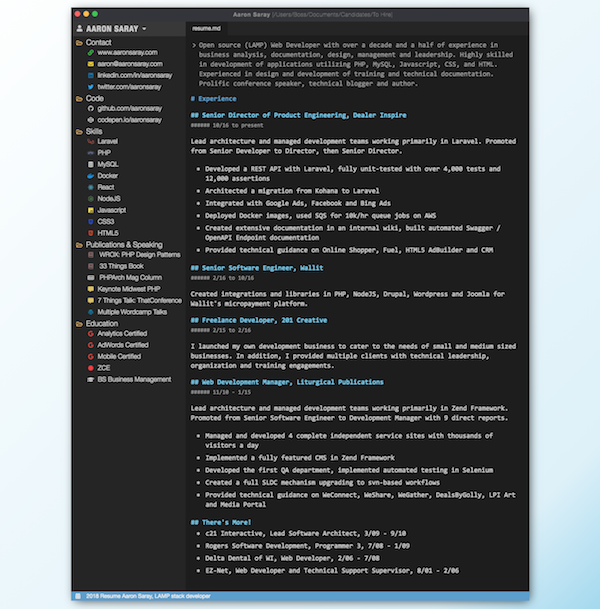 Aaron Saray [/Users/Boss/Documents/Candidates/To Hire]
AARON SARAY
Contact
www.aaronsaray.com
aaron@aaronsaray.com
linkedin.com/in/aaronsaray
twitter.com/aaronsaray
Code
github.com/aaronsaray
codepen.io/aaronsaray
Skills
Laravel
PHP
MySQL
Docker
React
NodeJS
Javascript
CSS3
HTML5
Publications & Speaking
WROX: PHP Design Patterns
33 Things Book
PHPArch Mag Column
Keynote Midwest PHP
7 Things Talk: ThatConference
Multiple Wordcamp Talks
Education
Analytics Certified
AdWords Certified
Mobile Certified
ZCE
BS Business Management
resume.md
> Open source (LAMP) Web Developer with over a decade and a half of experience in
business analysis, documentation, design, management and leadership. Highly skilled
in development of applications utilizing PHP, MySQL, Javascript, CSS, and HTML.
Experienced in design and development of training and technical documentation.
Prolific conference speaker, technical blogger and author.
# Experience
## Senior Director of Product Engineering, Dealer Inspire
###### 10/16 to present
Lead architecture and managed development teams working primarily in Laravel. Promoted
from Senior Developer to Director, then Senior Director.
• Developed a REST API with Laravel, fully unit-tested with over 4,000 tests and
12,000 assertions
• Architected a migration from Kohana to Laravel
• Integrated with Google Ads, Facebook and Bing Ads
• Deployed Docker images, used SQS for 10k/hr queue jobs on AWS
• Created extensive documentation in an internal wiki, built automated Swagger /
OpenAPI Endpoint documentation
• Provided technical guidance on Online Shopper, Fuel, HTML5 AdBuilder and CRM
## Senior Software Engineer, Wallit
###### 2/16 to 10/16
Created integrations and libraries in PHP, NodeJS, Drupal, Wordpress and Joomla for
Wallit's micropayment platform.
## Freelance Developer, 201 Creative
###### 2/15 to 2/16
I launched my own development business to cater to the needs of small and medium sized
businesses. In addition, I provided multiple clients with technical leadership,
organization and training engagements.
## Web Development Manager, Liturgical Publications
###### 11/10 - 1/15
Lead architecture and managed development teams working primarily in Zend Framework.
Promoted from Senior Software Engineer to Development Manager with 9 direct reports.
• Managed and developed 4 complete independent service sites with thousands of
visitors a day
• Implemented a fully featured CMS in Zend Framework
• Developed the first QA department, implemented automated testing in Selenium
• Created a full SLDC mechanism upgrading to svn-based workflows
• Provided technical guidance on WeConnect, WeShare, WeGather, DealsByGolly, LPI Art
and Media Portal
## There's More!
• c21 Interactive, Lead Software Architect, 3/09 - 9/10
• Rogers Software Development, Programmer 3, 7/08 - 1/09
• Delta Dental of WI, Web Developer, 2/06 - 7/08
• EZ-Net, Web Developer and Technical Support Supervisor, 8/01 - 2/06
2018 Resume Aaron Saray, LAMP stack developer